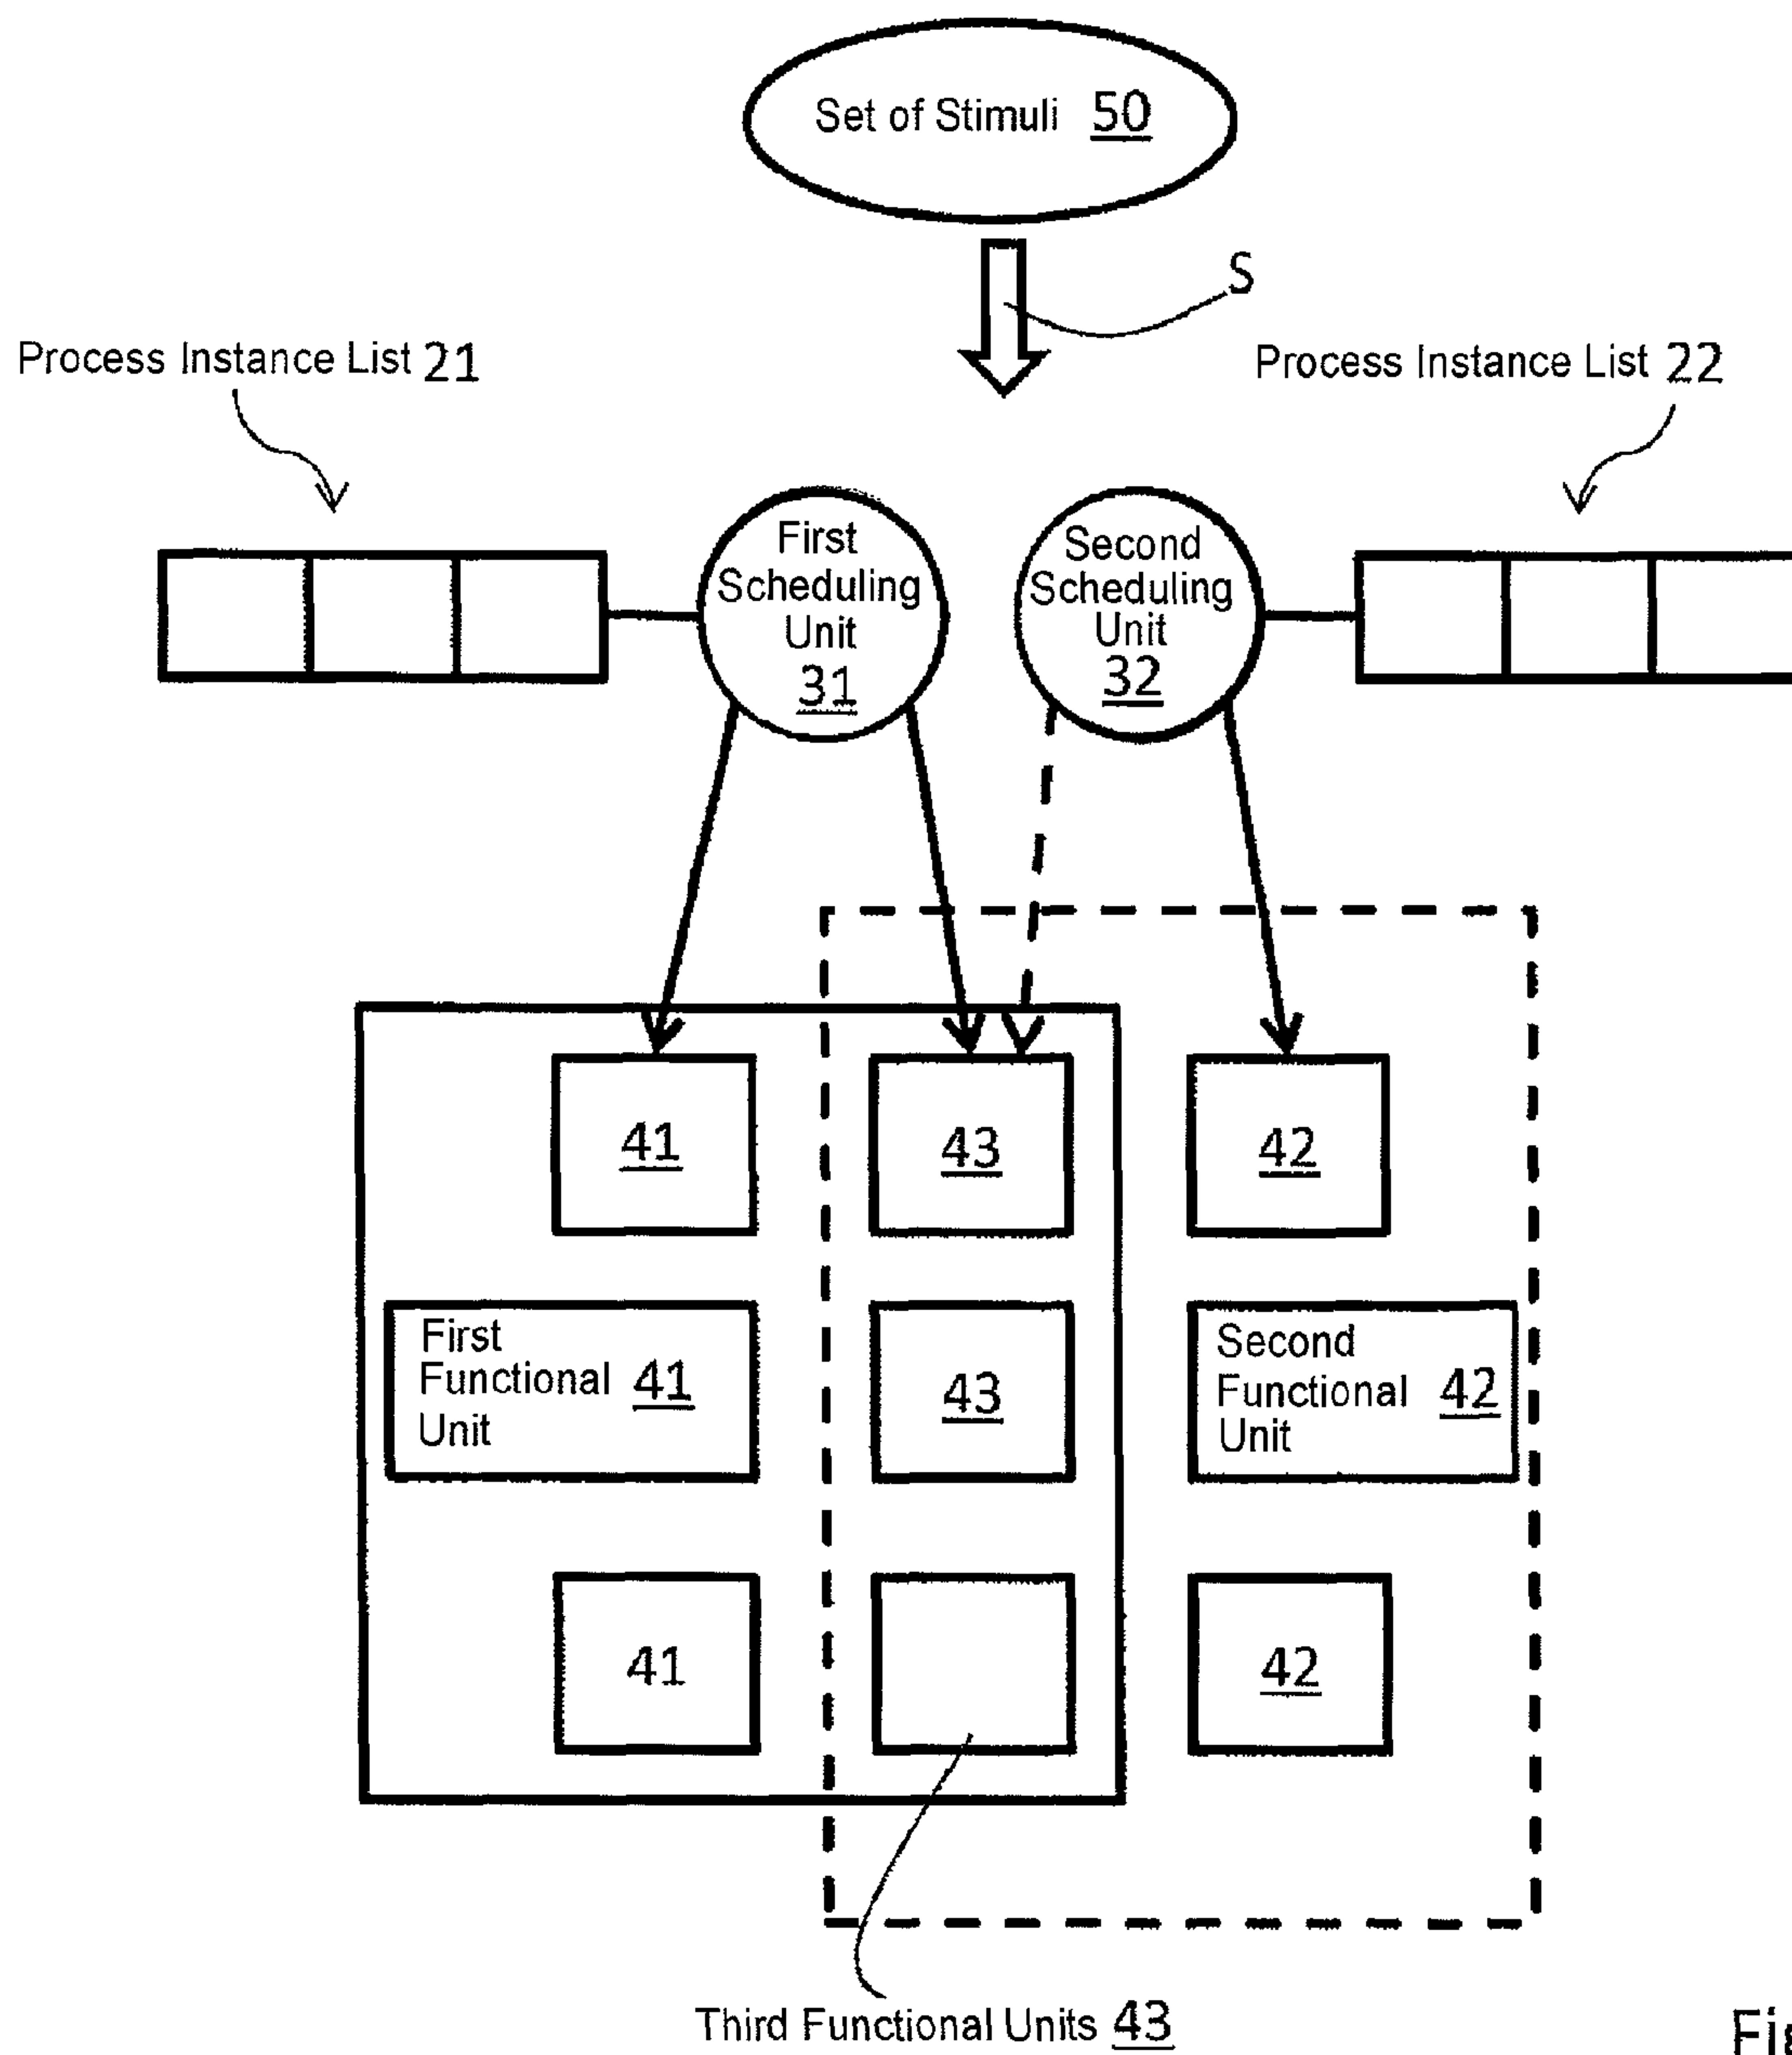 Set of Stimuli 50
S
Process Instance List 21
Process Instance List 22
First
Scheduling
Unit
31
Second
Scheduling
Unit
32
41
43
42
First
Functional 41
Unit
43
Second
Functional 42
Unit
41
42
Third Functional Units 43